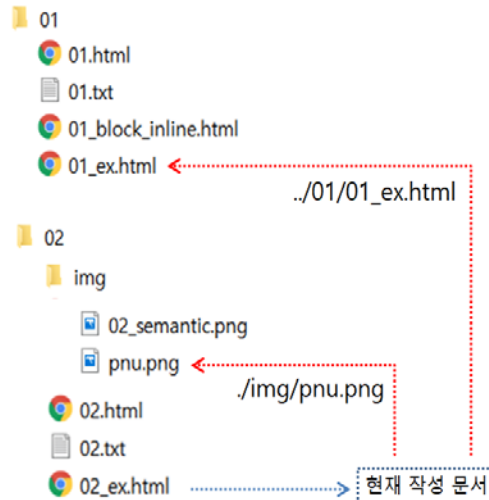 01
01.html
01.txt
01_block_inline.html
01_ex.html
../01/01_ex.html
02
img
02_semantic.png
pnu.png
./img/pnu.png
02.html
02.txt
02_ex.html
현재 작성 문서